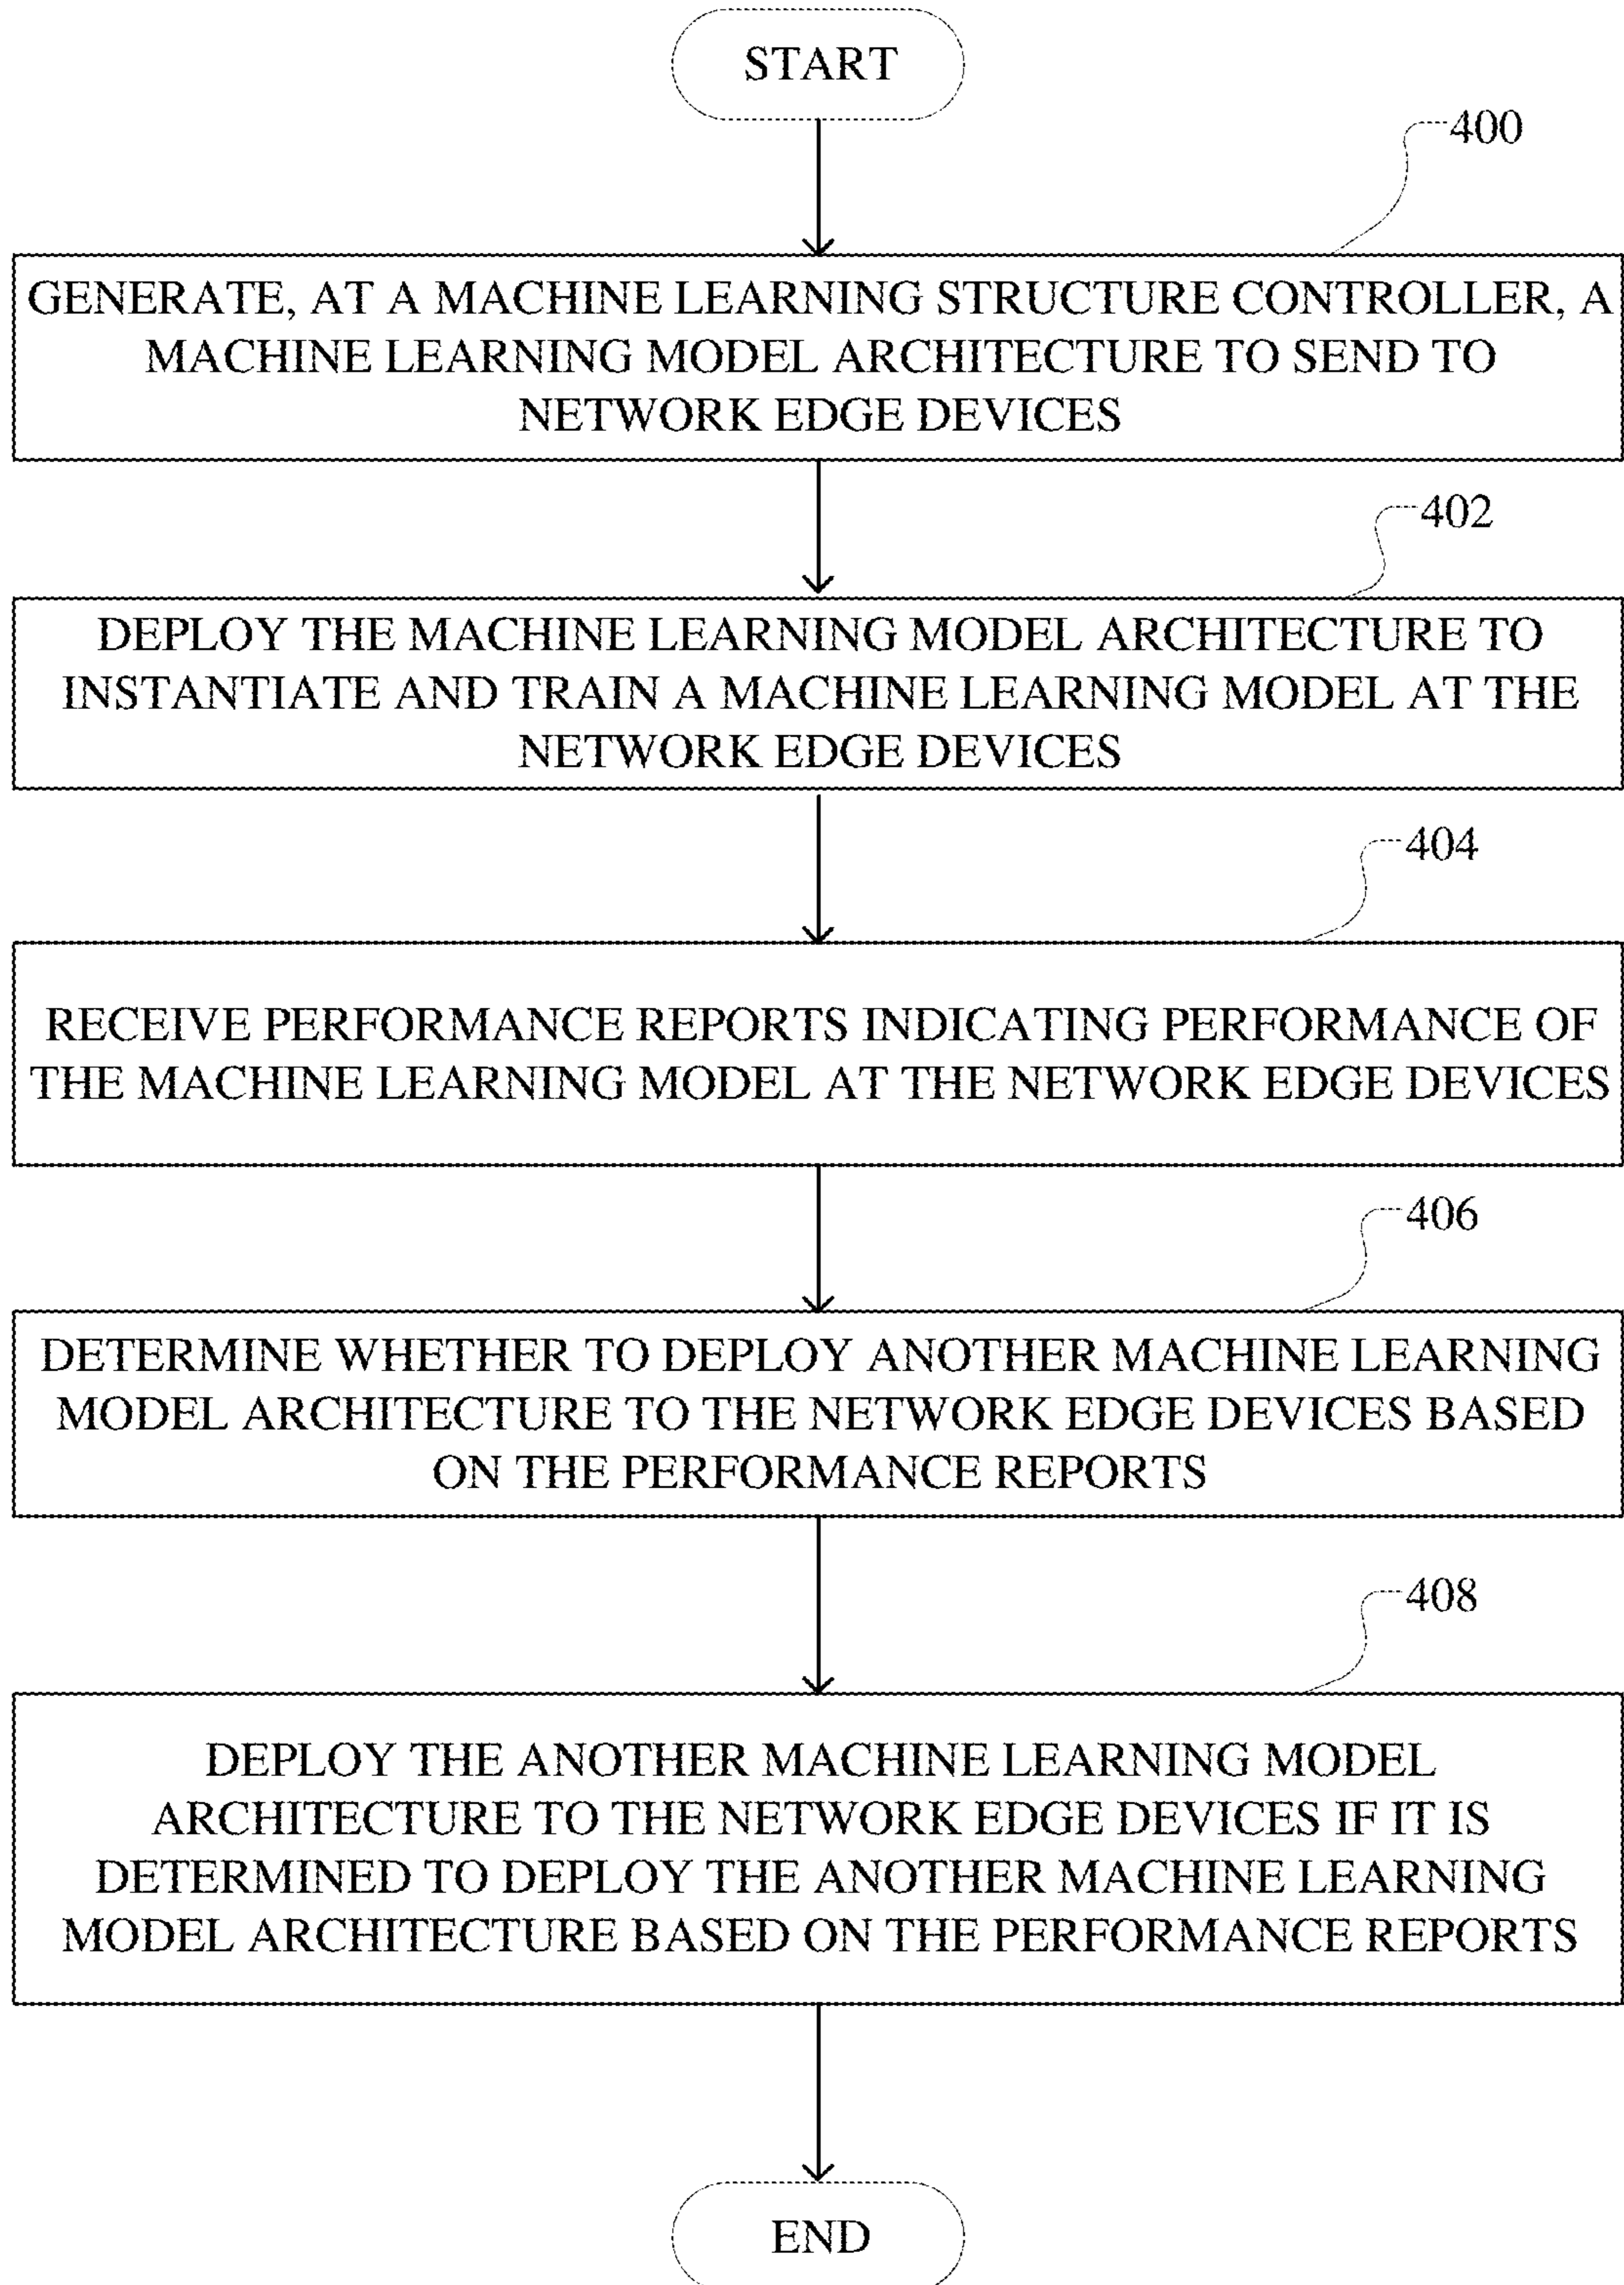 START
400
GENERATE, AT A MACHINE LEARNING STRUCTURE CONTROLLER, A
MACHINE LEARNING MODEL ARCHITECTURE TO SEND TO
NETWORK EDGE DEVICES
402
DEPLOY THE MACHINE LEARNING MODEL ARCHITECTURE TO
INSTANTIATE AND TRAIN A MACHINE LEARNING MODEL AT THE
NETWORK EDGE DEVICES
404
RECEIVE PERFORMANCE REPORTS INDICATING PERFORMANCE OF
THE MACHINE LEARNING MODEL AT THE NETWORK EDGE DEVICES
406
DETERMINE WHETHER TO DEPLOY ANOTHER MACHINE LEARNING
MODEL ARCHITECTURE TO THE NETWORK EDGE DEVICES BASED
ON THE PERFORMANCE REPORTS
408
DEPLOY THE ANOTHER MACHINE LEARNING MODEL
ARCHITECTURE TO THE NETWORK EDGE DEVICES IF IT IS
DETERMINED TO DEPLOY THE ANOTHER MACHINE LEARNING
MODEL ARCHITECTURE BASED ON THE PERFORMANCE REPORTS
END